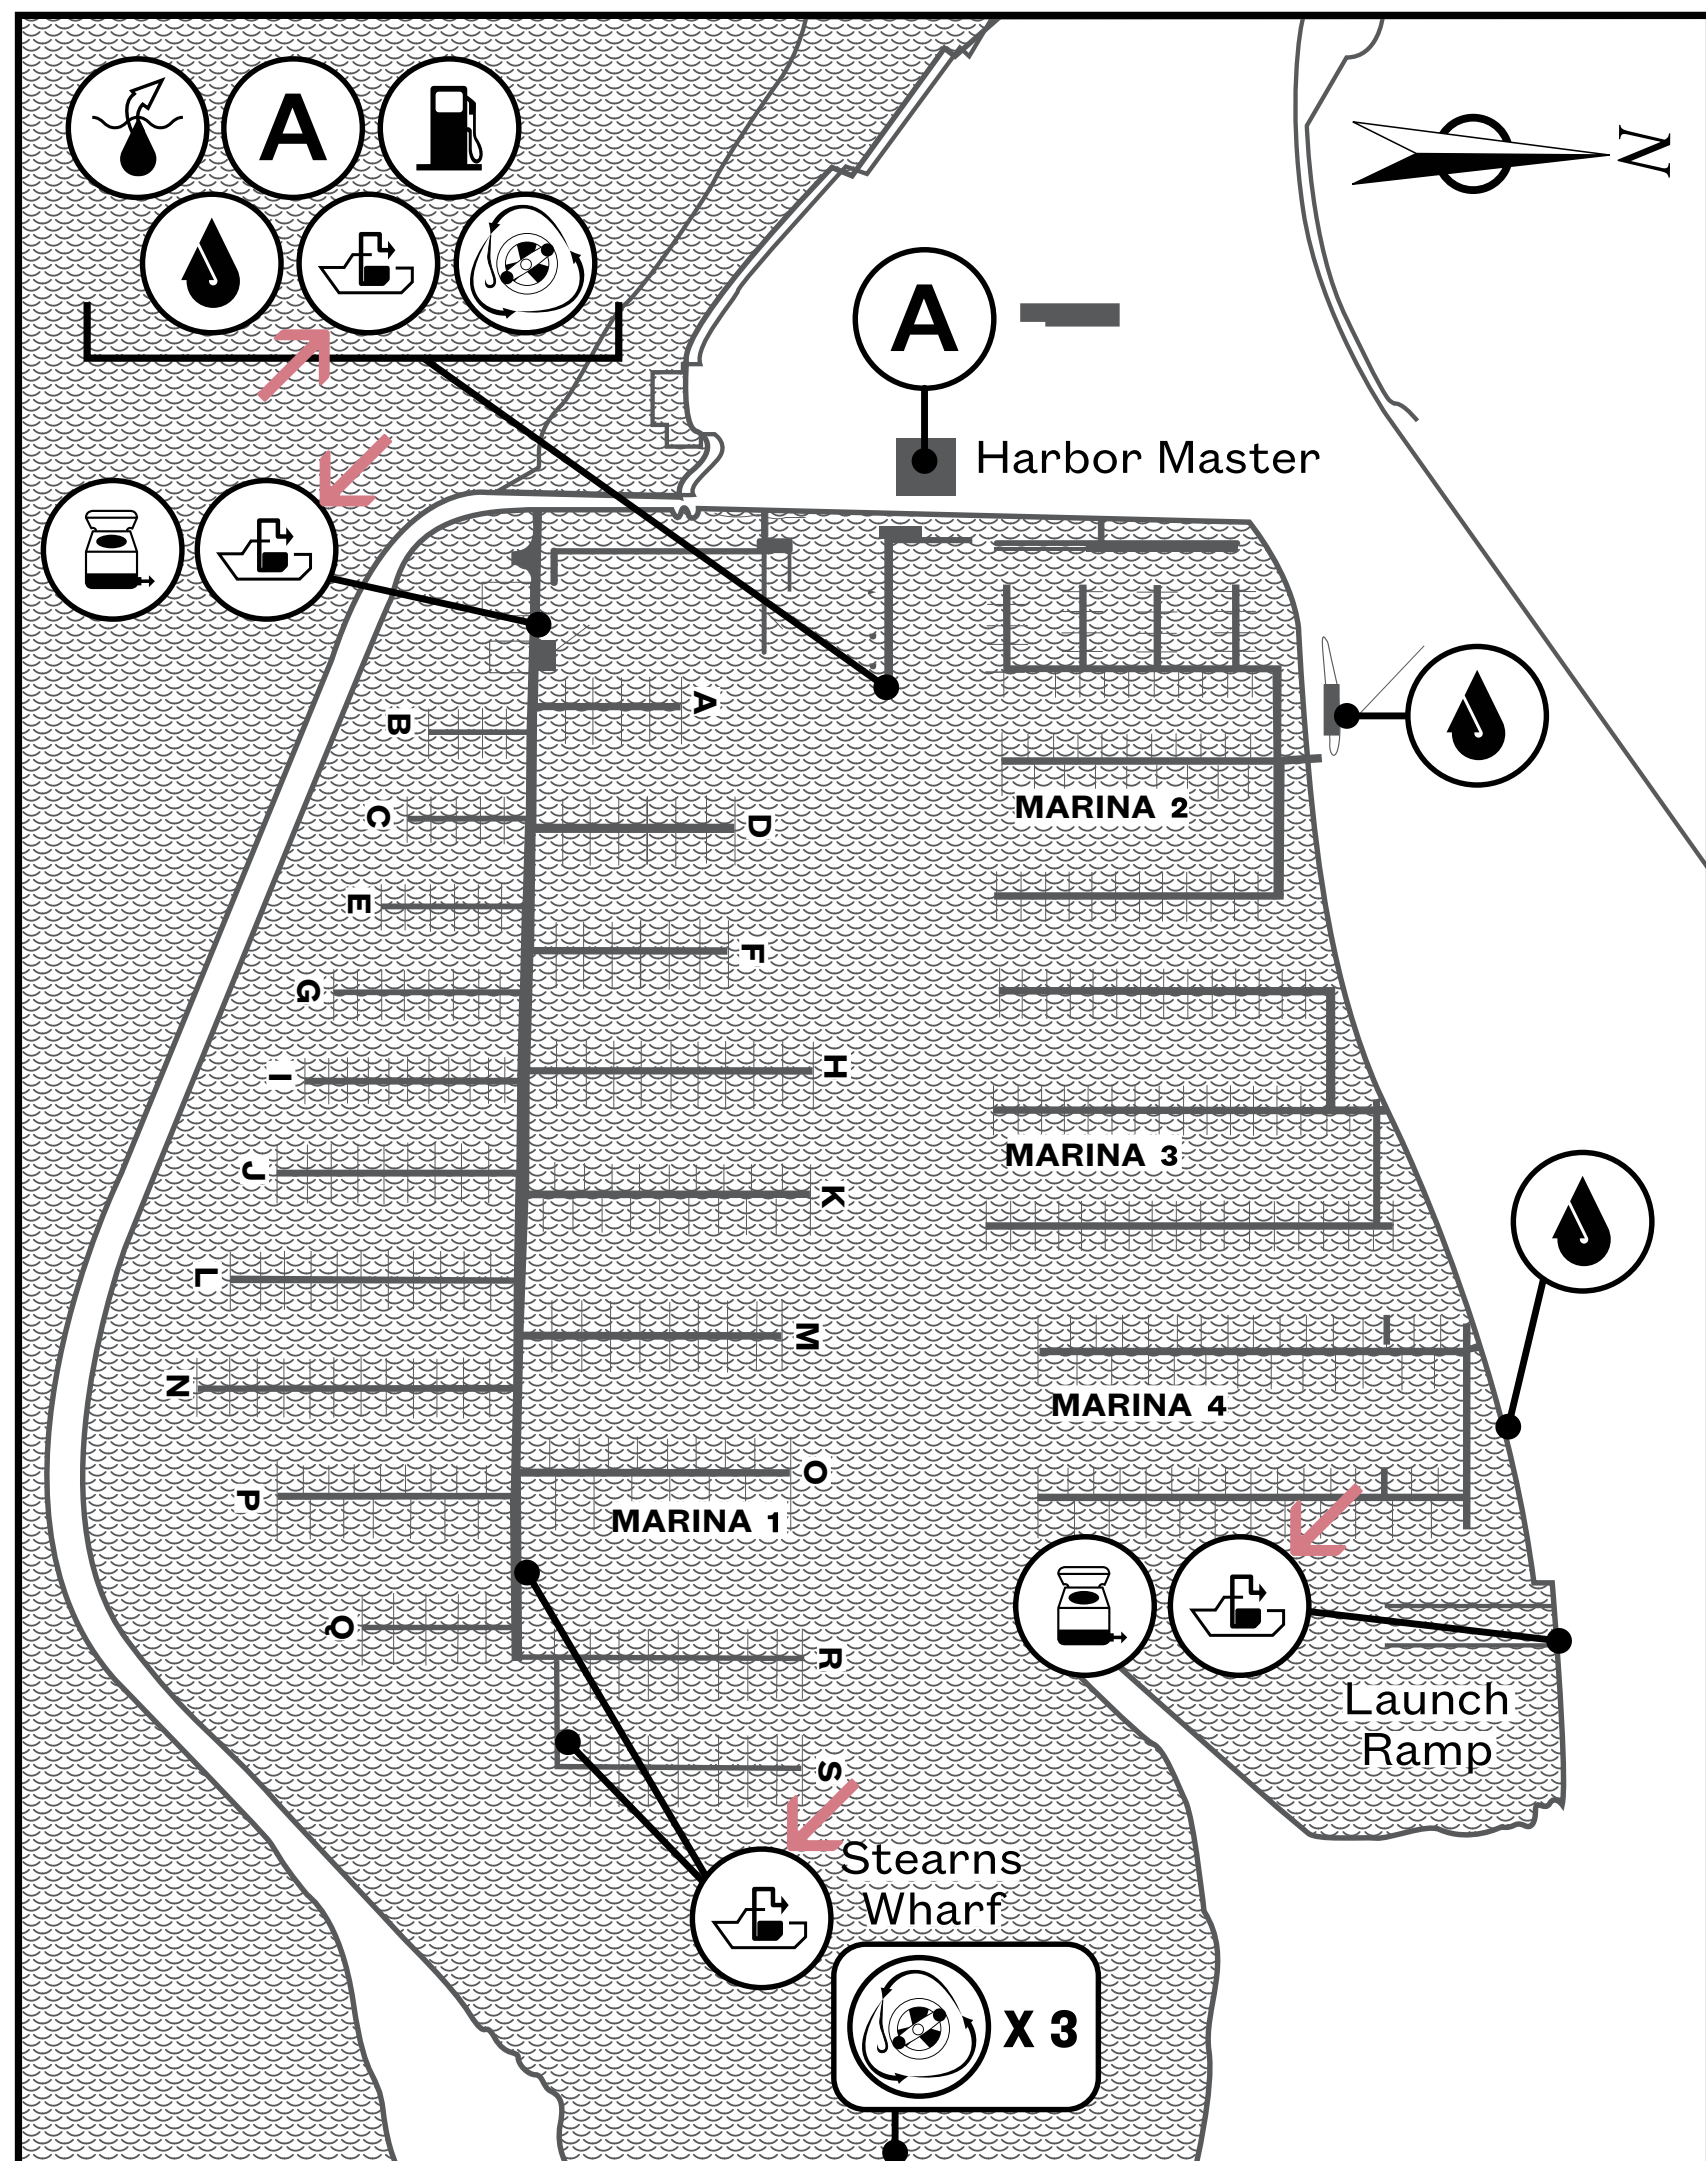 A
N
A
Harbor Master
A
B
MARINA 2
C
D
E
F
G
H
I
MARINA 3
J
K
L
M
N
MARINA 4
O
P
MARINA 1
Q
R
Launch
Ramp
S
Stearns
Wharf
X 3